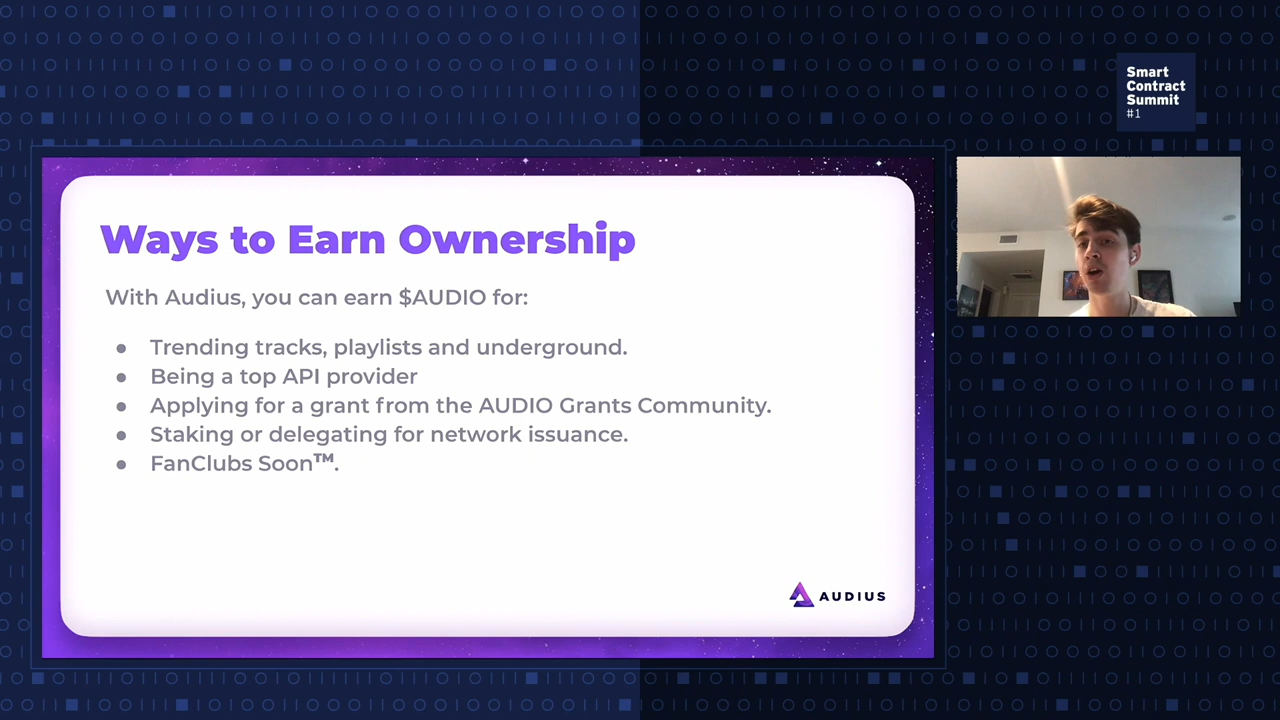 Smart
Contract
Summit
#1
Ways to Earn Ownership
With Audius, you can earn $AUDIO for:
● Trending tracks, playlists and underground.
● Being a top API provider
● Applying for a grant from the AUDIO Grants Community.
● Staking or delegating for network issuance.
● FanClubs Soon™.
AUDIUS